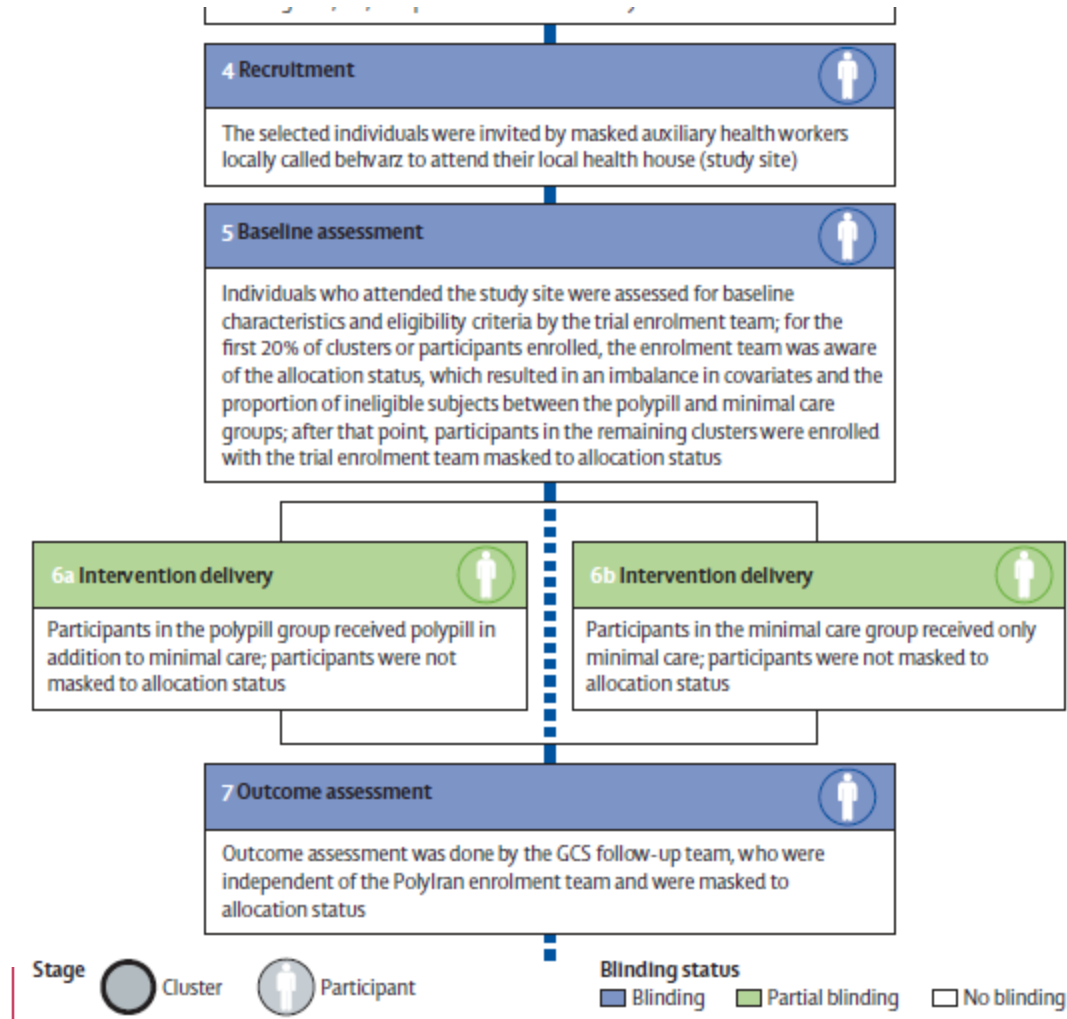 4 Recruitment
The selected individuals were invited by masked auxiliary health workers
locally called behvarz to attend their local health house (study site)
5 Baseline assessment
Individuals who attended the study site were assessed for baseline
characteristics and eligibility criteria by the trial enrolment team; for the
first 20% of clusters or participants enrolled, the enrolment team was aware
of the allocation status, which resulted in an imbalance in covariates and the
proportion of ineligible subjects between the polypill and minimal care
groups; after that point, participants in the remaining clusters were enrolled
with the trial enrolment team masked to allocation status
6a Intervention delivery
Participants in the polypill group received polypill in
addition to minimal care; participants were not
masked to allocation status
6b Intervention delivery
Participants in the minimal care group received only
minimal care; participants were not masked to
allocation status
7 Outcome assessment
Outcome assessment was done by the GCS follow-up team, who were
independent of the PolyIran enrolment team and were masked to
allocation status
Stage
Cluster
Participant
Blinding status
Blinding
Partial blinding
No blinding